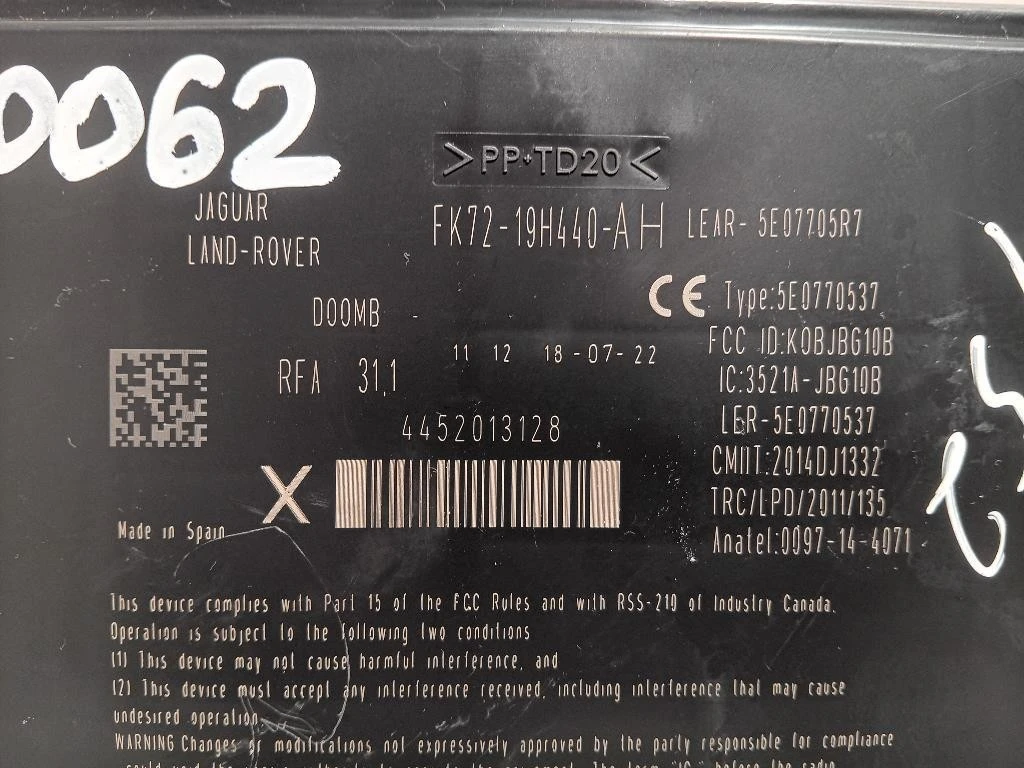 0062
>PP+TD20<
JAGUAR
LAND-ROVER
FK72-19H440-AH
LEAR- 5E07705R7
D00MB -
RFA 31,1
11 12 18-07-22
4452013128
X
Made in Spain
CE Type:5E0770537
FCC ID:KOBJBG10B
IC:3521A-JBG10B
LGR-5E0770537
CMIIT:2014DJ1332
TRC/LPD/2011/135
Anatel:0097-14-4071
This device complies with Part 15 of the FCC Rules and with RSS-210 of Industry Canada.
Operation is subject to the following two conditions
(1) This device may not cause harmful interference, and
(2) This device must accept any interference received, including interference that may cause
undesired operation.
WARNING Changes or modifications not expressively approved by the party responsible for compliance